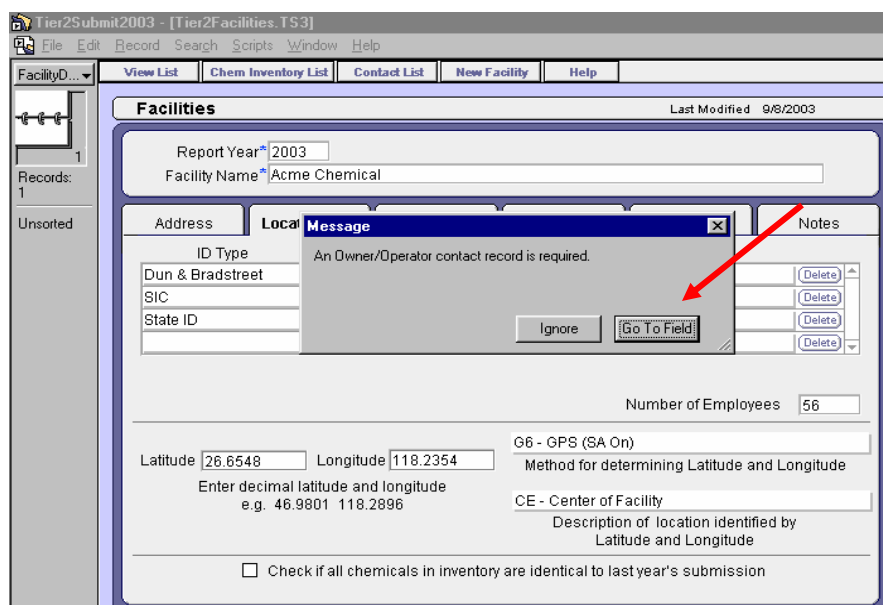 Tier2Submit2003 - [Tier2Facilities.TS3]
File Edit Record Search Scripts Window Help
FacilityD... View List Chem Inventory List Contact List New Facility Help
Facilities Last Modified 9/8/2003
1
Records:
1
Unsorted
Report Year* 2003
Facility Name* Acme Chemical
Address Locat Notes
Message
An Owner/Operator contact record is required.
Ignore Go To Field
ID Type
Dun & Bradstreet Delete
SIC Delete
State ID Delete
Delete
Number of Employees 56
Latitude 26.6548 Longitude 118.2354
Enter decimal latitude and longitude
e.g. 46.9801 118.2896
G6 - GPS (SA On)
Method for determining Latitude and Longitude
CE - Center of Facility
Description of location identified by
Latitude and Longitude
Check if all chemicals in inventory are identical to last year's submission